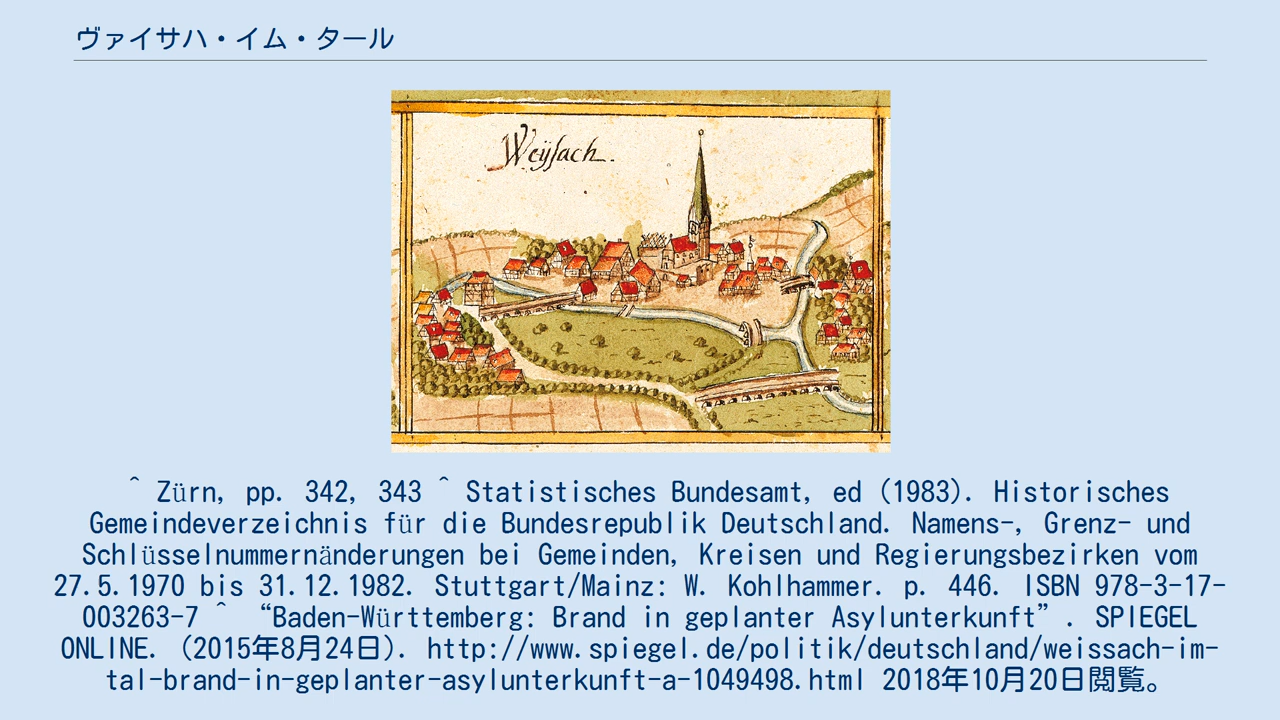 ヴァイサハ・イム・タール
Weÿsach.
^ Zürn, pp. 342, 343 ^ Statistisches Bundesamt, ed (1983). Historisches
Gemeindeverzeichnis für die Bundesrepublik Deutschland. Namens-, Grenz- und
Schlüsselnummernänderungen bei Gemeinden, Kreisen und Regierungsbezirken vom
27.5.1970 bis 31.12.1982. Stuttgart/Mainz: W. Kohlhammer. p. 446. ISBN 978-3-17-
003263-7 ^ “Baden-Württemberg: Brand in geplanter Asylunterkunft”. SPIEGEL
ONLINE. (2015年8月24日). http://www.spiegel.de/politik/deutschland/weissach-im-
tal-brand-in-geplanter-asylunterkunft-a-1049498.html 2018年10月20日閲覧。